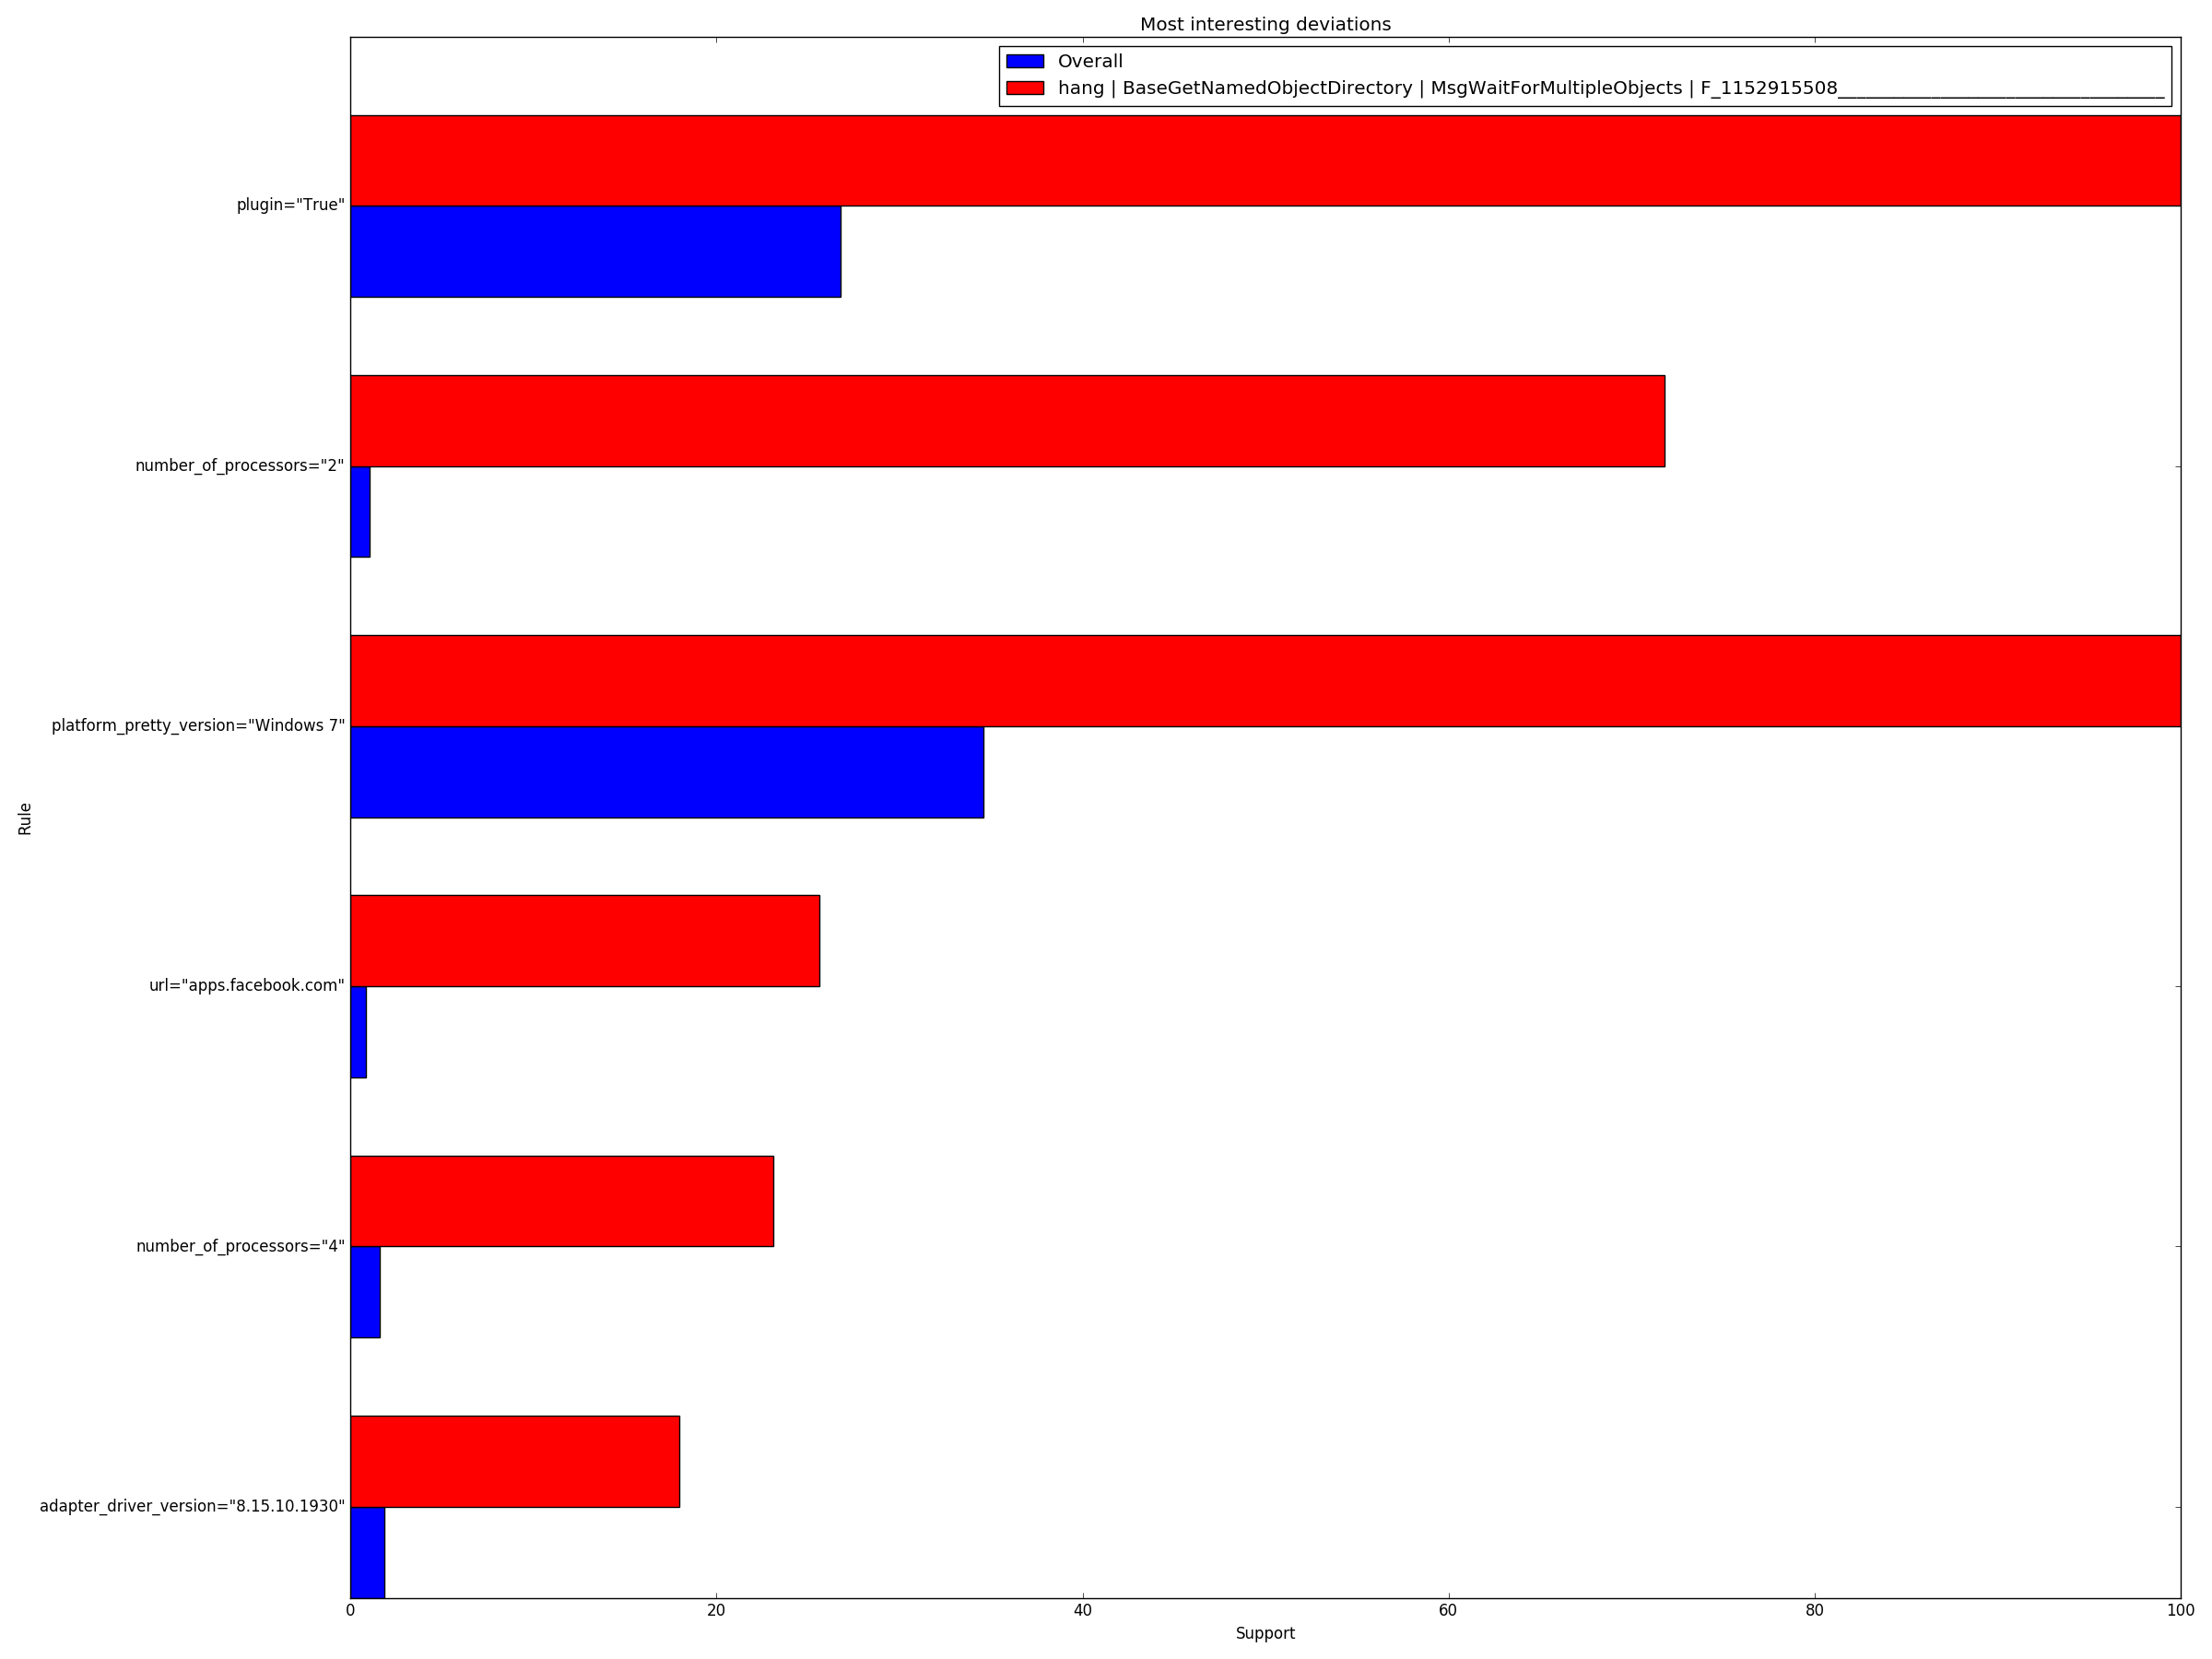 Most interesting deviations
Overall
hang | BaseGetNamedObjectDirectory | MsgWaitForMultipleObjects | F_1152915508___________________________________
plugin="True"
number_of_processors="2"
platform_pretty_version="Windows 7"
Rule
url="apps.facebook.com"
number_of_processors="4"
adapter_driver_version="8.15.10.1930"
0 20 40 60 80 100
Support